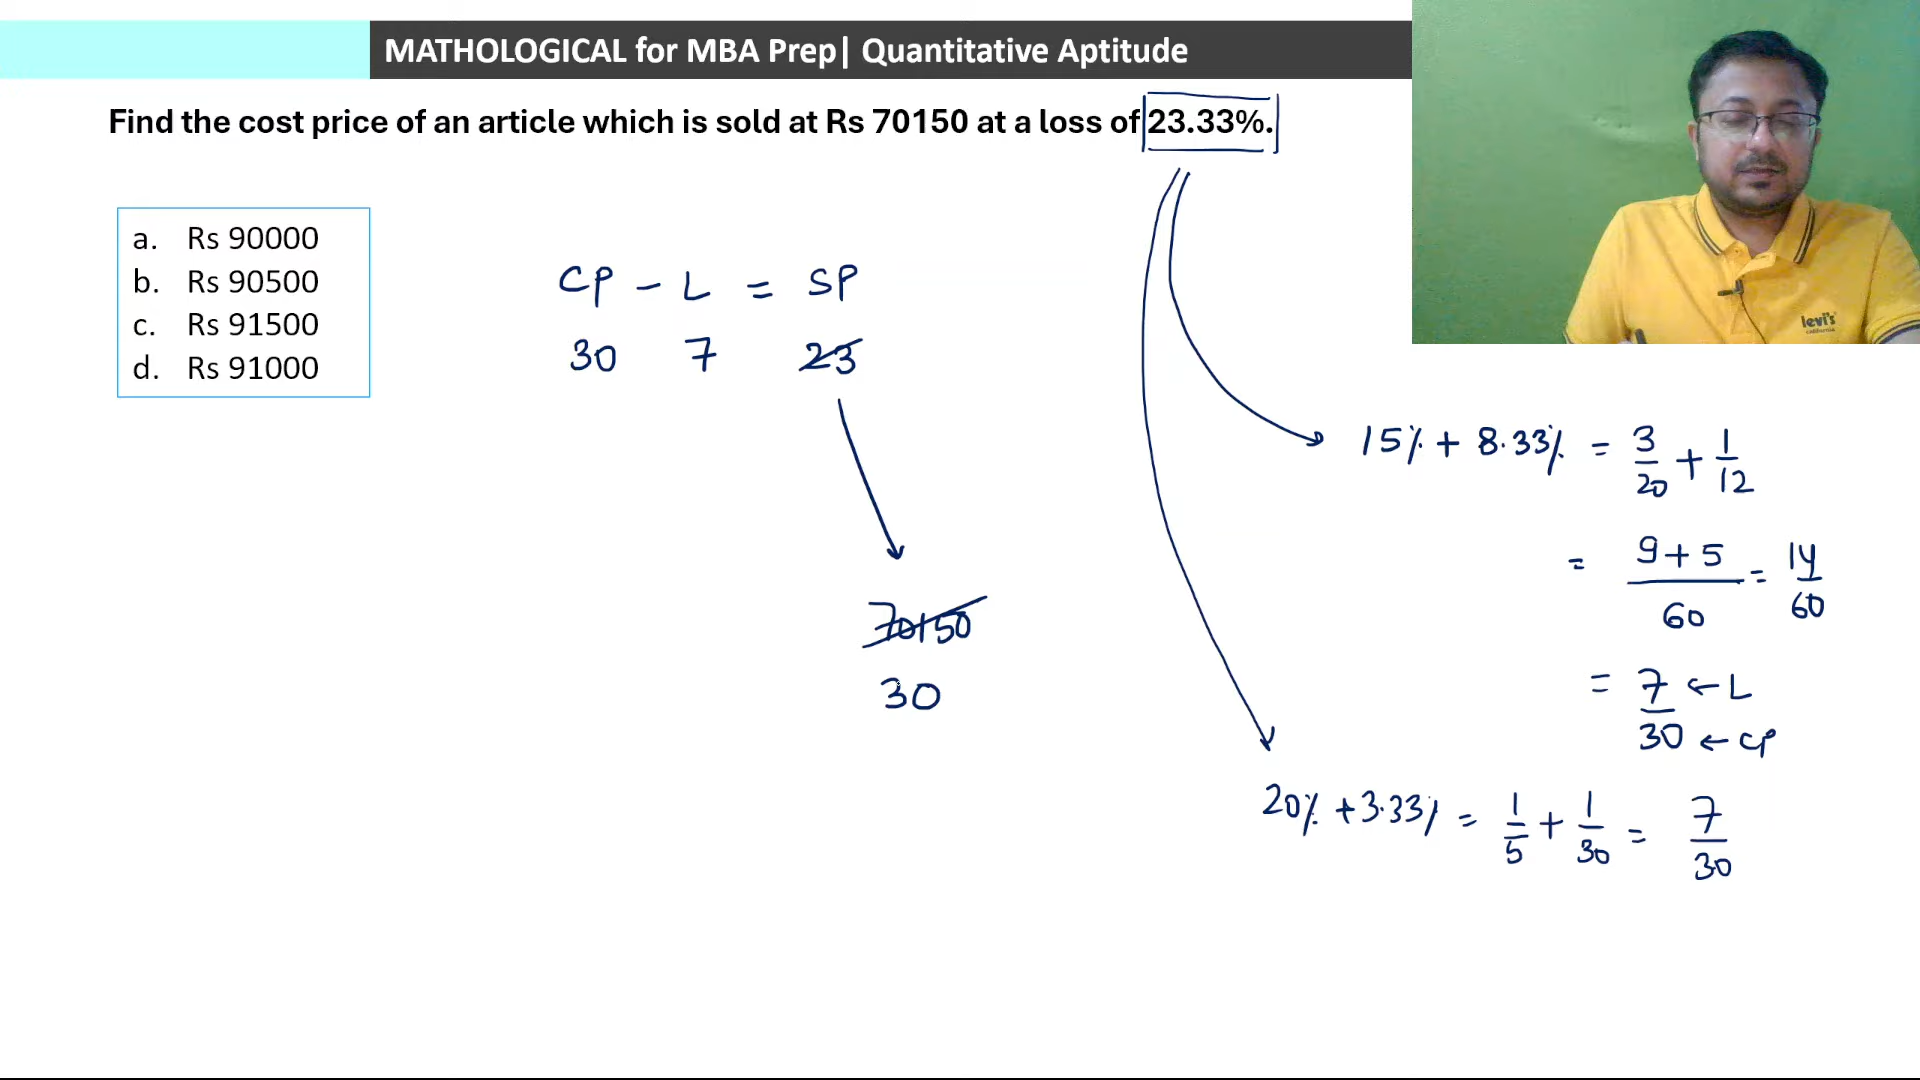 MATHOLOGICAL for MBA Prep| Quantitative Aptitude
Find the cost price of an article which is sold at Rs 70150 at a loss of 23.33%.
a. Rs 90000
b. Rs 90500
c. Rs 91500
d. Rs 91000
CP - L = SP
30 7 23
70150
30
15% + 8.33% = 3/20 + 1/12
= 9+5/60 = 14/60
= 7/30 ← L ← CP
20% + 3.33% = 1/5 + 1/30 = 7/30
levi's
california